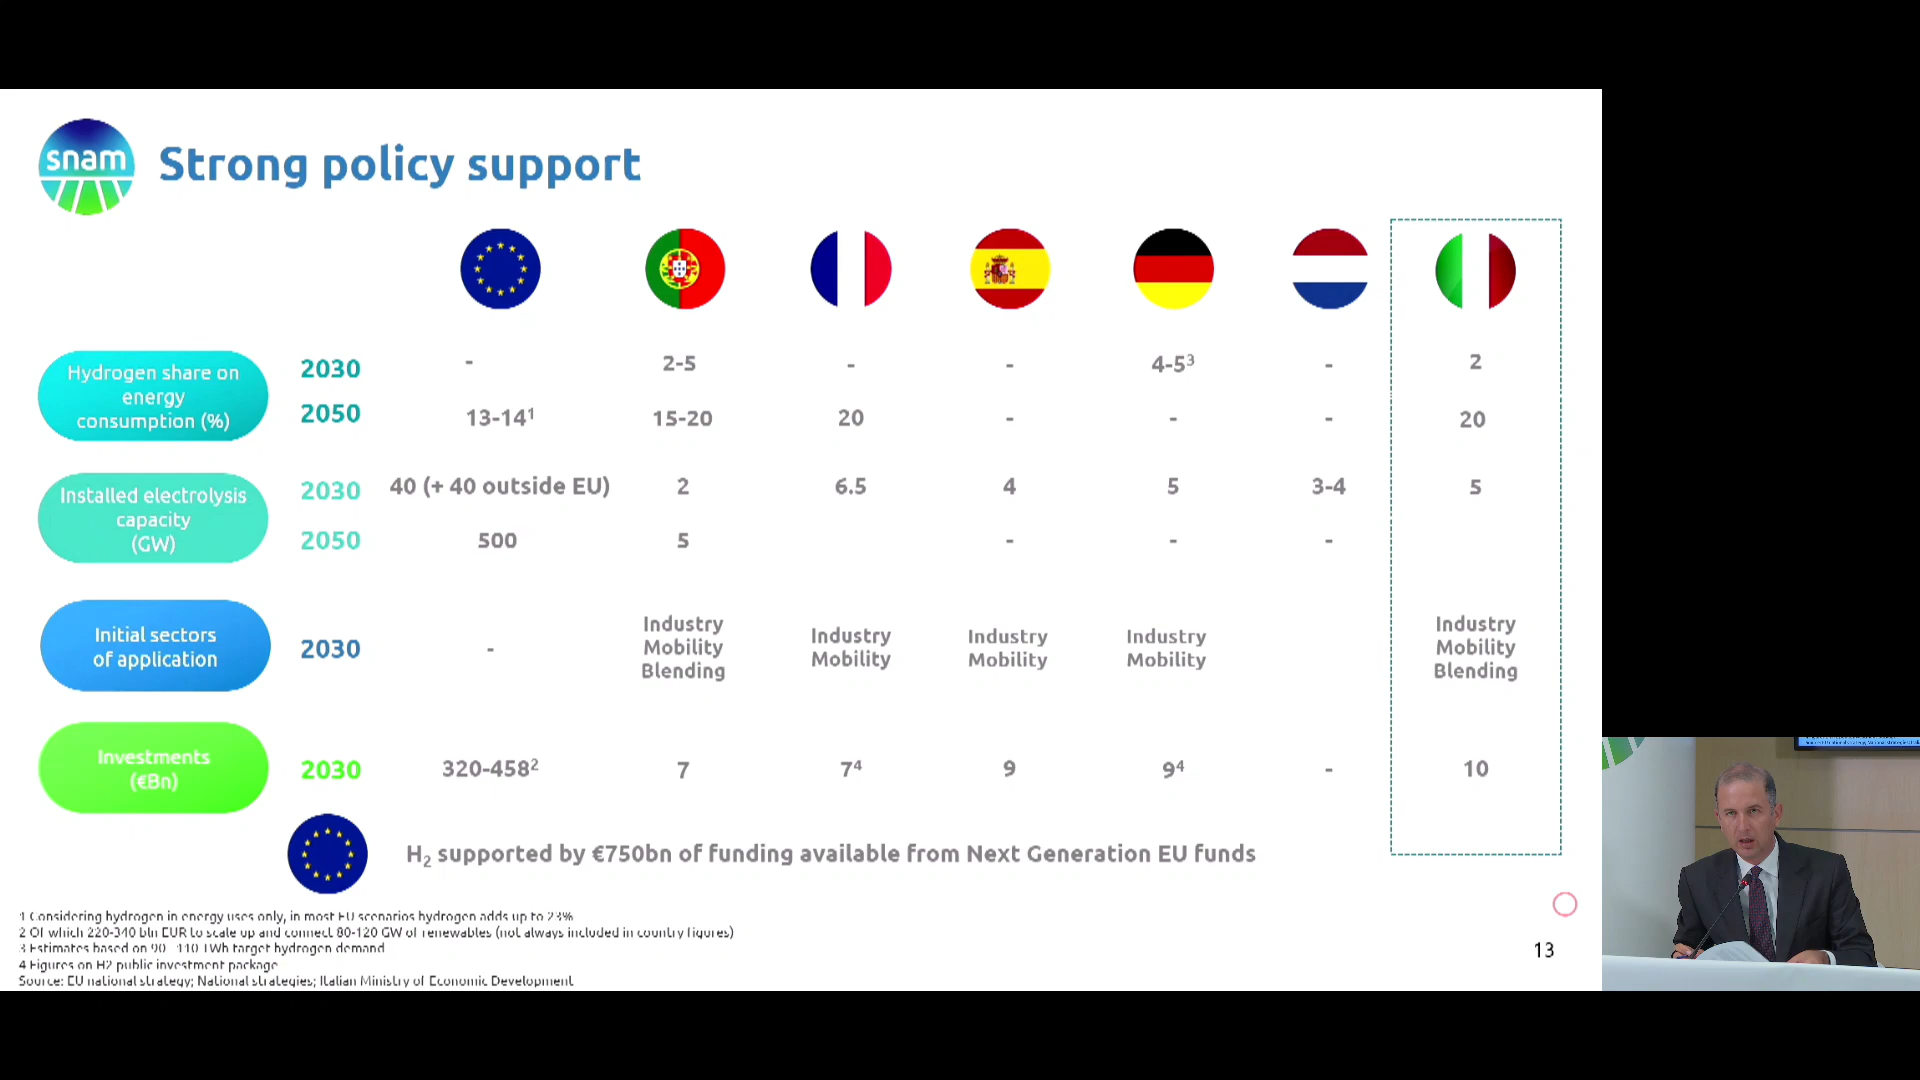 snam
Strong policy support
Hydrogen share on
energy
consumption (%)
2030
-
2-5
-
-
4-5³
-
2
2050
13-14¹
15-20
20
-
-
-
20
Installed electrolysis
capacity
(GW)
2030
40 (+ 40 outside EU)
2
6.5
4
5
3-4
5
2050
500
5
-
-
-
Initial sectors
of application
2030
-
Industry
Mobility
Blending
Industry
Mobility
Industry
Mobility
Industry
Mobility
Industry
Mobility
Blending
Investments
(€Bn)
2030
320-458²
7
7⁴
9
9⁴
-
10
H₂ supported by €750bn of funding available from Next Generation EU funds
1 Considering hydrogen in energy uses only, in most EU scenarios hydrogen adds up to 23%
2 Of which 220-340 bln EUR to scale up and connect 80-120 GW of renewables (not always included in country figures)
3 Estimates based on 90 110 TWh target hydrogen demand
4 Figures on H2 public investment package
Source: EU national strategy; National strategies; Italian Ministry of Economic Development
13